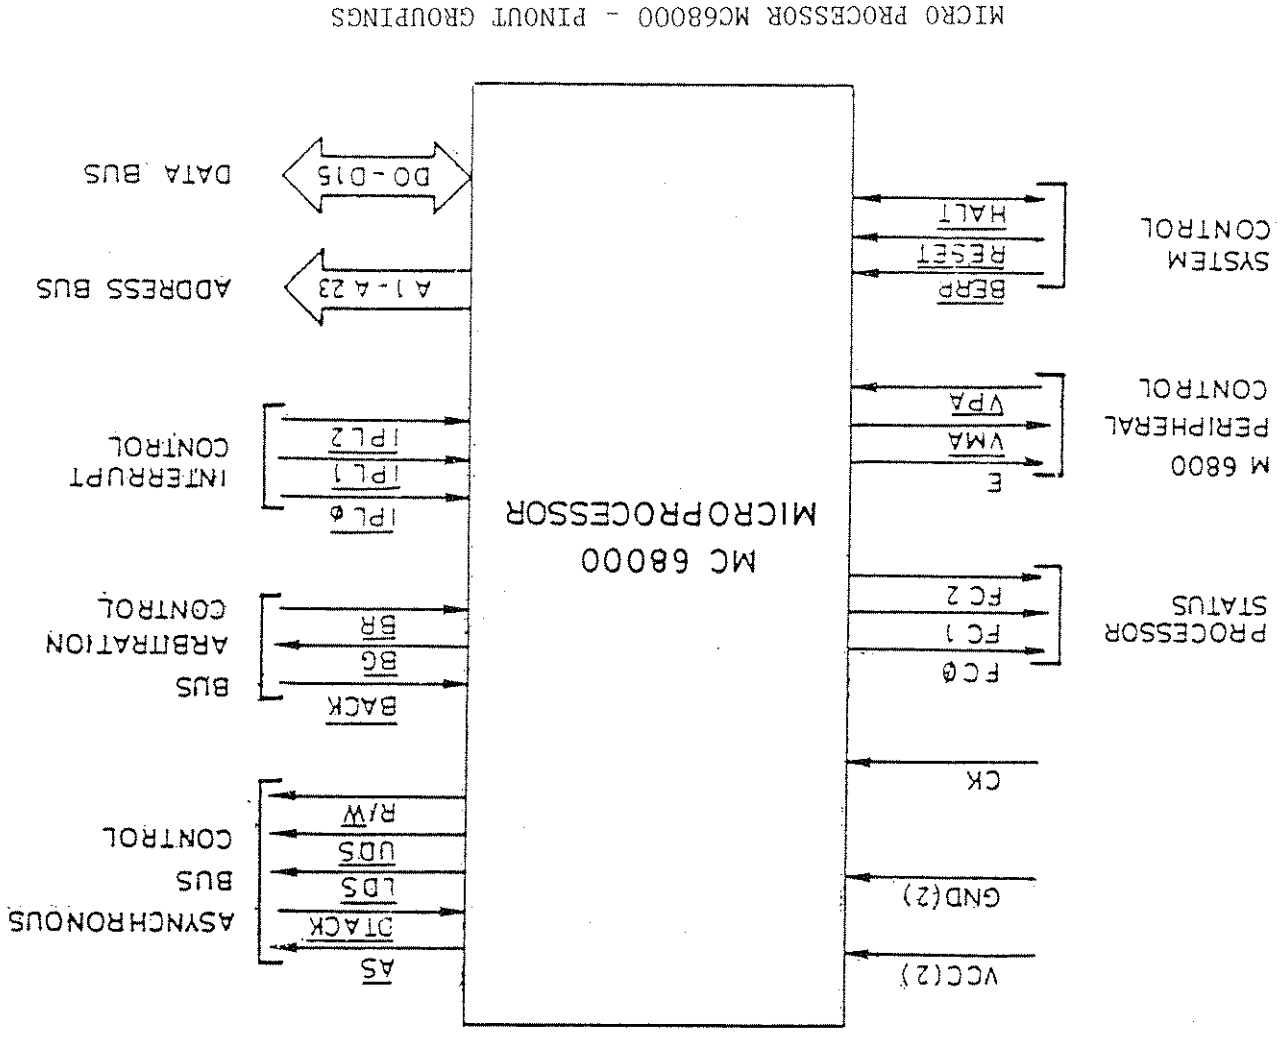 VCC(2)
GND(2)
CK
PROCESSOR
STATUS
FCØ
FC1
FC2
M 6800
PERIPHERAL
CONTROL
E
VMA
VPA
SYSTEM
CONTROL
BERR
RESET
HALT
MC 68000
MICROPROCESSOR
AS
DTACK
LDS
UDS
R/W
ASYNCHRONOUS
BUS
CONTROL
BACK
BG
BR
BUS
ARBITRATION
CONTROL
IPLØ
IPL1
IPL2
INTERRUPT
CONTROL
A1-A23
ADDRESS BUS
D0-D15
DATA BUS
MICRO PROCESSOR MC68000 - PINOUT GROUPINGS